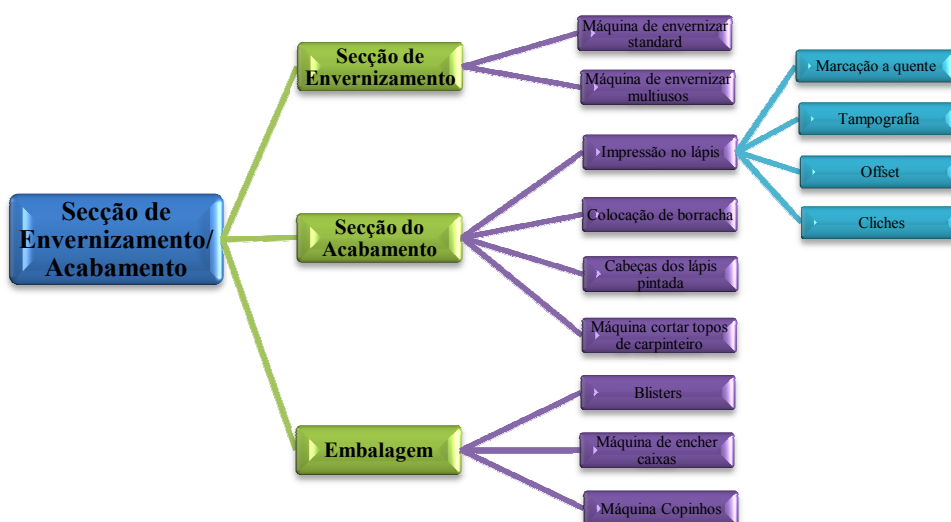 Secção de
Envernizamento/
Acabamento
Secção de
Envernizamento
Máquina de envernizar
standard
Máquina de envernizar
multiusos
Secção do
Acabamento
Impressão no lápis
Marcação a quente
Tampografia
Offset
Cliches
Colocação de borracha
Cabeças dos lápis
pintada
Máquina cortar topos
de carpinteiro
Embalagem
Blisters
Máquina de encher
caixas
Máquina Copinhos